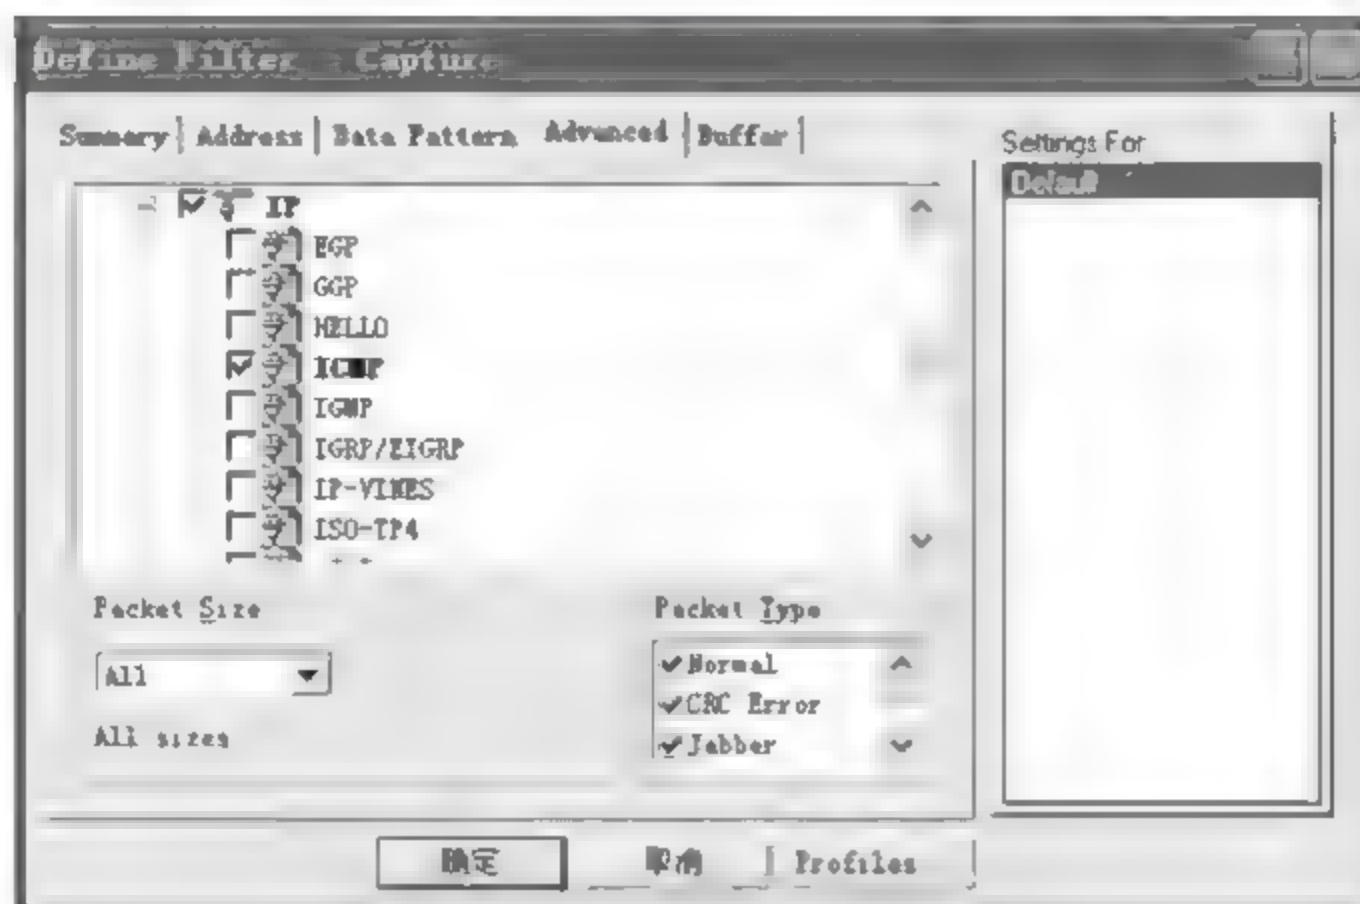 Define Filter - Capture
Summary Address Data Pattern Advanced Buffer
Settings For
Default
IP
EGP
GGP
HELLO
ICMP
IGMP
IGRP/EIGRP
IP-VINES
ISO-TP4
Packet Size
All
All sizes
Packet Type
Normal
CRC Error
Jabber
确定 取消 Profiles